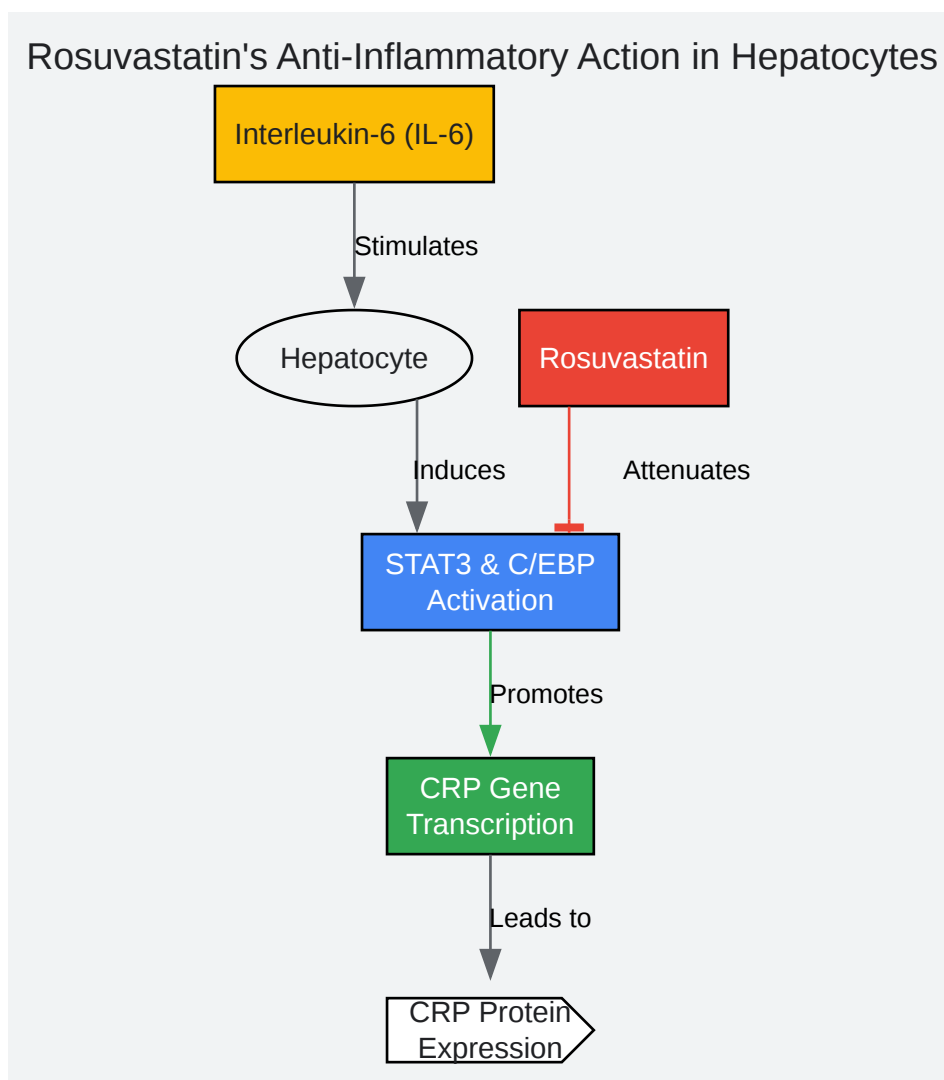 Rosuvastatin's Anti-Inflammatory Action in Hepatocytes
Interleukin-6 (IL-6)
Stimulates
Hepatocyte
Rosuvastatin
Induces
Attenuates
STAT3 & C/EBP
Activation
Promotes
CRP Gene
Transcription
Leads to
CRP Protein
Expression